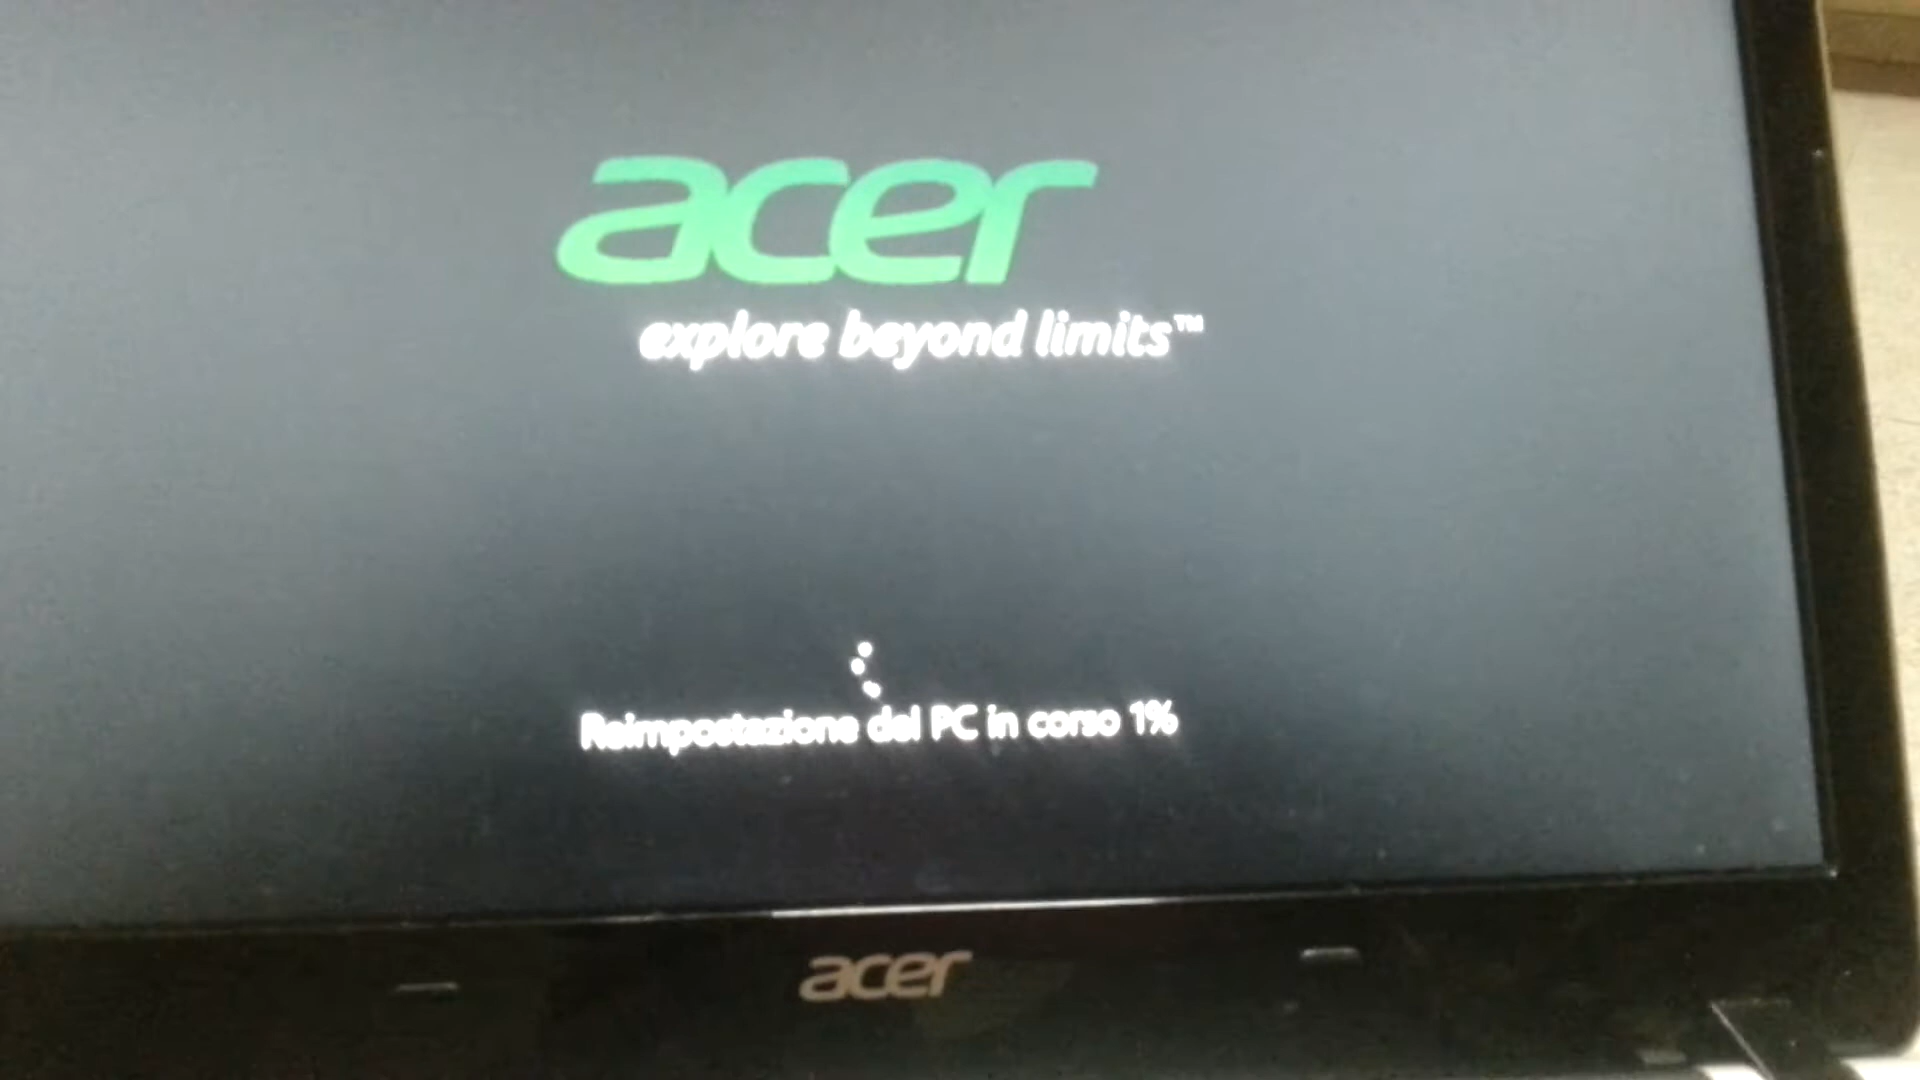 acer
explore beyond limits™
Reimpostazione del PC in corso 1%
acer